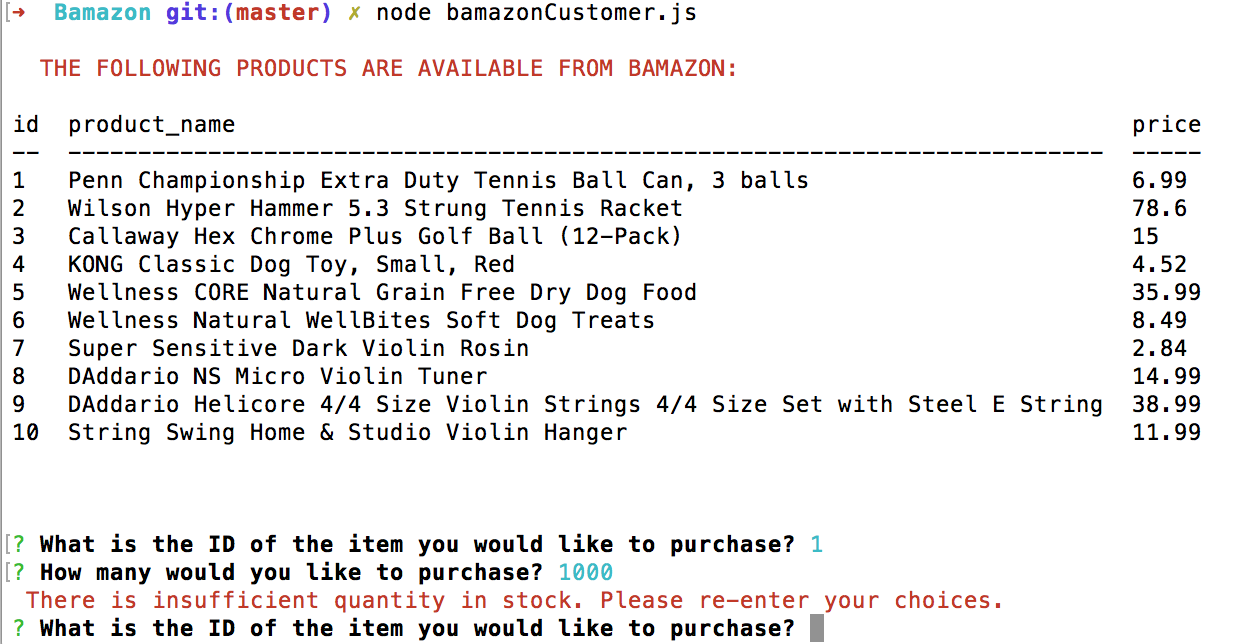 [→ Bamazon git:(master) ✗ node bamazonCustomer.js
THE FOLLOWING PRODUCTS ARE AVAILABLE FROM BAMAZON:
id product_name price
-- -------------------------------------------------------------------------- -----
1 Penn Championship Extra Duty Tennis Ball Can, 3 balls 6.99
2 Wilson Hyper Hammer 5.3 Strung Tennis Racket 78.6
3 Callaway Hex Chrome Plus Golf Ball (12-Pack) 15
4 KONG Classic Dog Toy, Small, Red 4.52
5 Wellness CORE Natural Grain Free Dry Dog Food 35.99
6 Wellness Natural WellBites Soft Dog Treats 8.49
7 Super Sensitive Dark Violin Rosin 2.84
8 DAddario NS Micro Violin Tuner 14.99
9 DAddario Helicore 4/4 Size Violin Strings 4/4 Size Set with Steel E String 38.99
10 String Swing Home & Studio Violin Hanger 11.99
[? What is the ID of the item you would like to purchase? 1
[? How many would you like to purchase? 1000
There is insufficient quantity in stock. Please re-enter your choices.
? What is the ID of the item you would like to purchase?